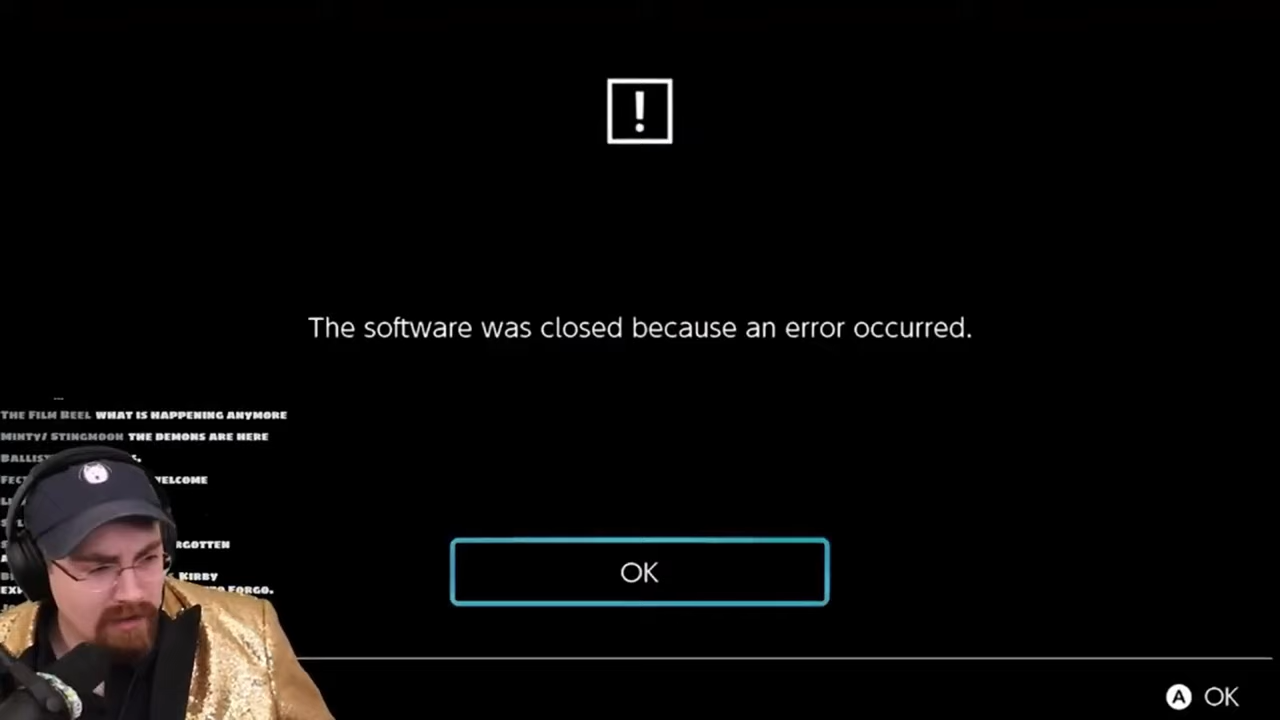 !
The software was closed because an error occurred.
The Film Reel what is happening anymore
Minty/ Stingmoon the demons are here
Kirby
OK
A OK